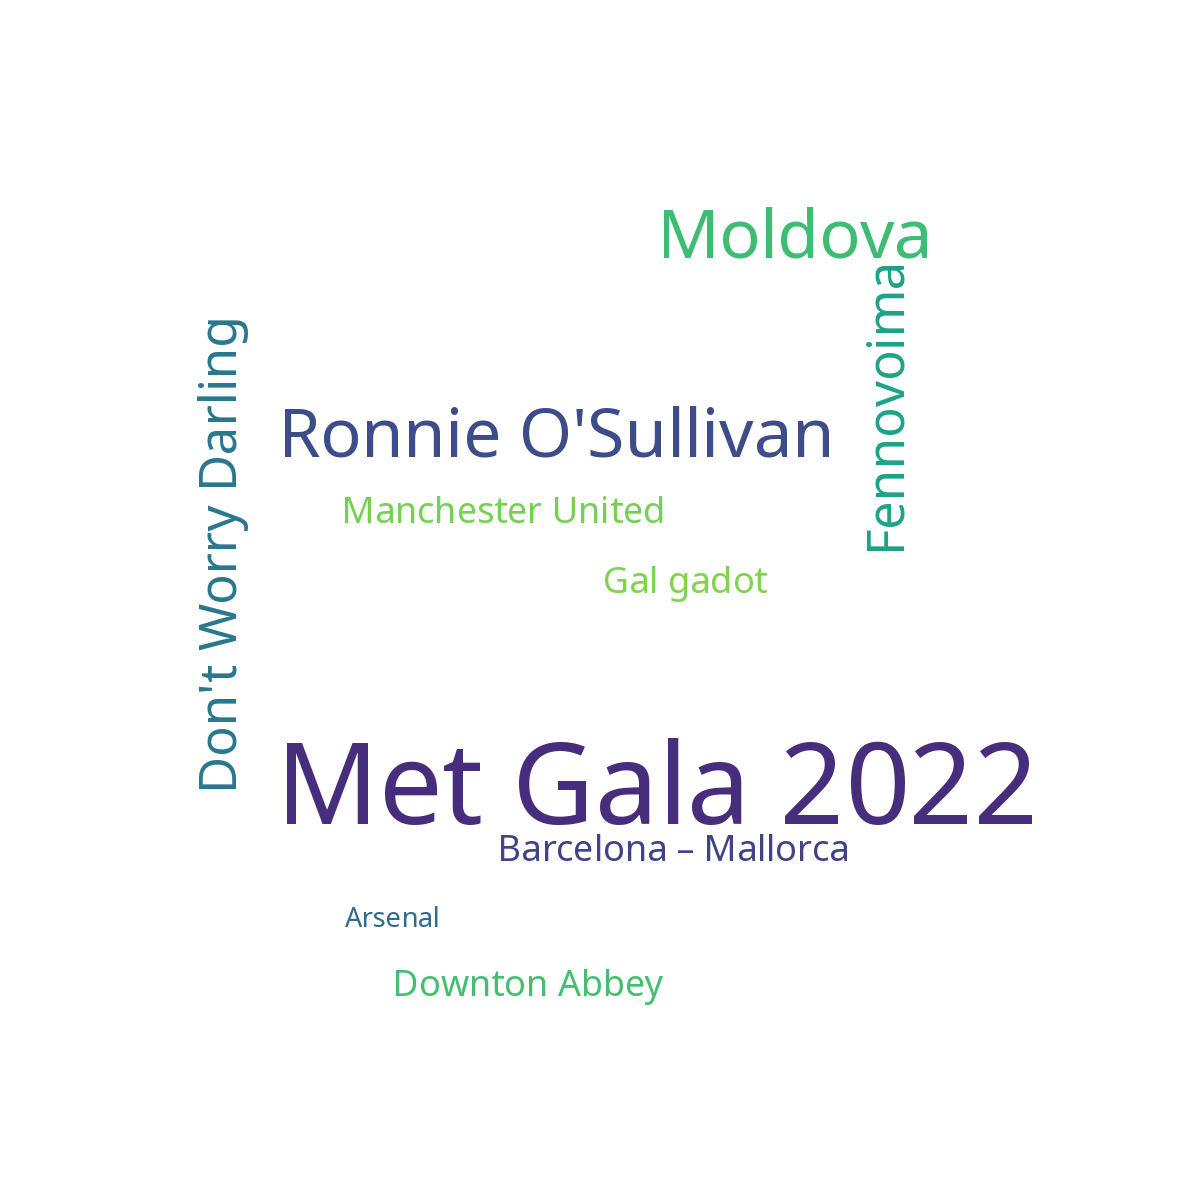 Moldova
Fennovoima
Don't Worry Darling
Ronnie O'Sullivan
Manchester United
Gal gadot
Met Gala 2022
Barcelona – Mallorca
Arsenal
Downton Abbey